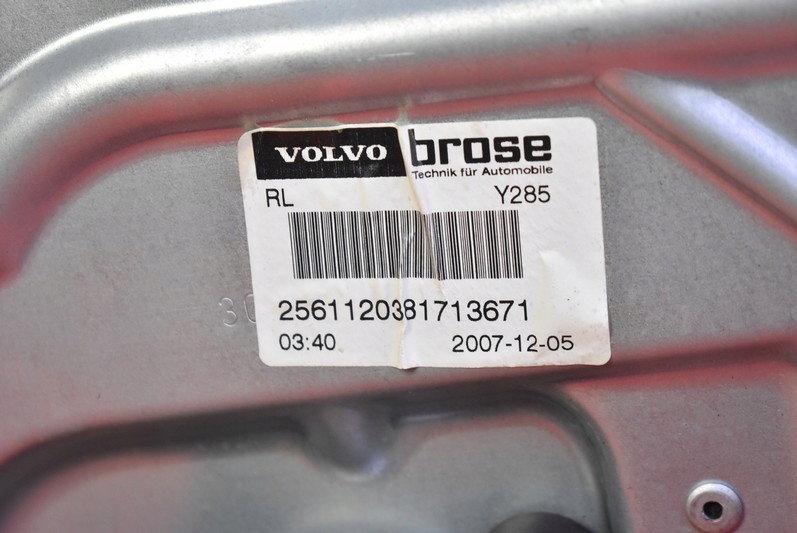 VOLVO brose
Technik für Automobile
RL Y285
2561120381713671
03:40 2007-12-05